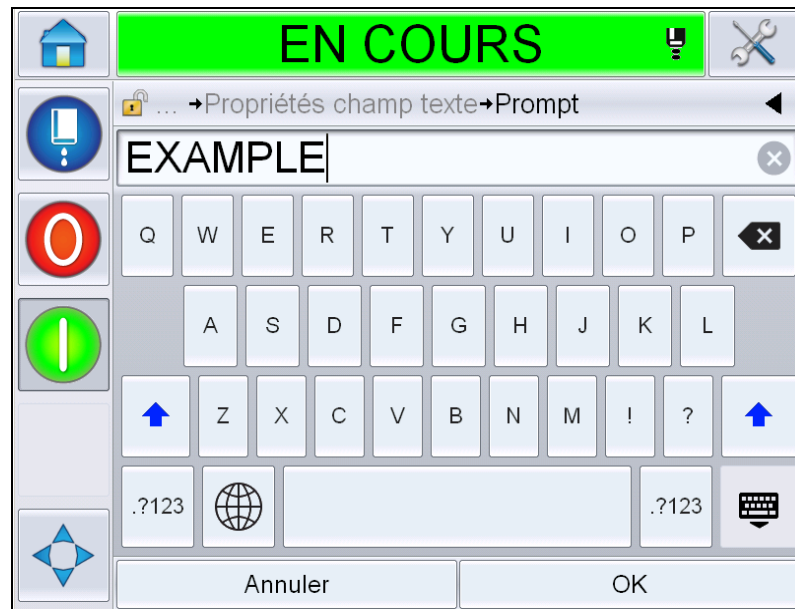 EN COURS
... →Propriétés champ texte→Prompt
EXAMPLE
Q W E R T Y U I O P
A S D F G H J K L
Z X C V B N M ! ?
.?123 .?123
Annuler OK